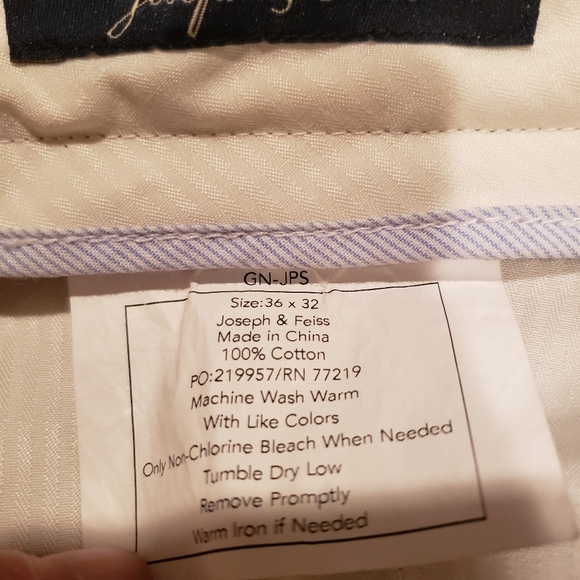 GN-JPS
Size:36 x 32
Joseph & Feiss
Made in China
100% Cotton
PO:219957/RN 77219
Machine Wash Warm
With Like Colors
Only Non-Chlorine Bleach When Needed
Tumble Dry Low
Remove Promptly
Warm Iron if Needed